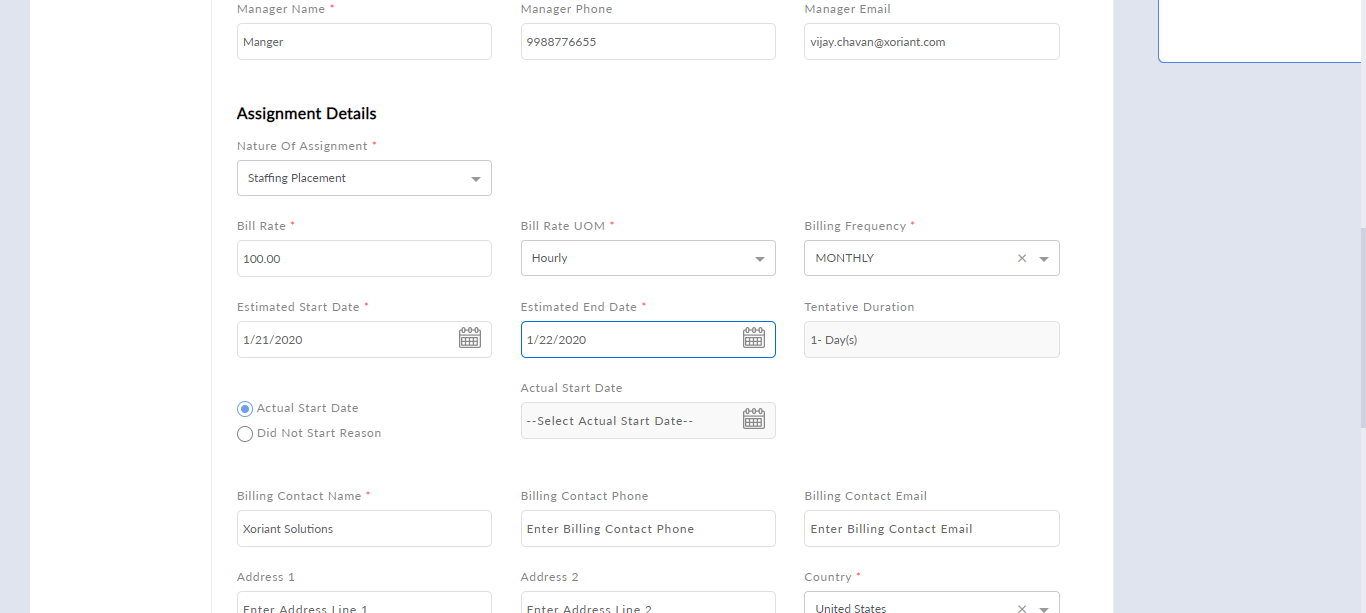 Manager Name * Manager Phone Manager Email
Manger 9988776655 vijay.chavan@xoriant.com
Assignment Details
Nature Of Assignment *
Staffing Placement
Bill Rate * Bill Rate UOM * Billing Frequency *
100.00 Hourly MONTHLY
Estimated Start Date * Estimated End Date * Tentative Duration
1/21/2020 1/22/2020 1- Day(s)
Actual Start Date
Actual Start Date
--Select Actual Start Date--
Did Not Start Reason
Billing Contact Name * Billing Contact Phone Billing Contact Email
Xoriant Solutions Enter Billing Contact Phone Enter Billing Contact Email
Address 1 Address 2 Country *
Enter Address Line 1 Enter Address Line 2 United States